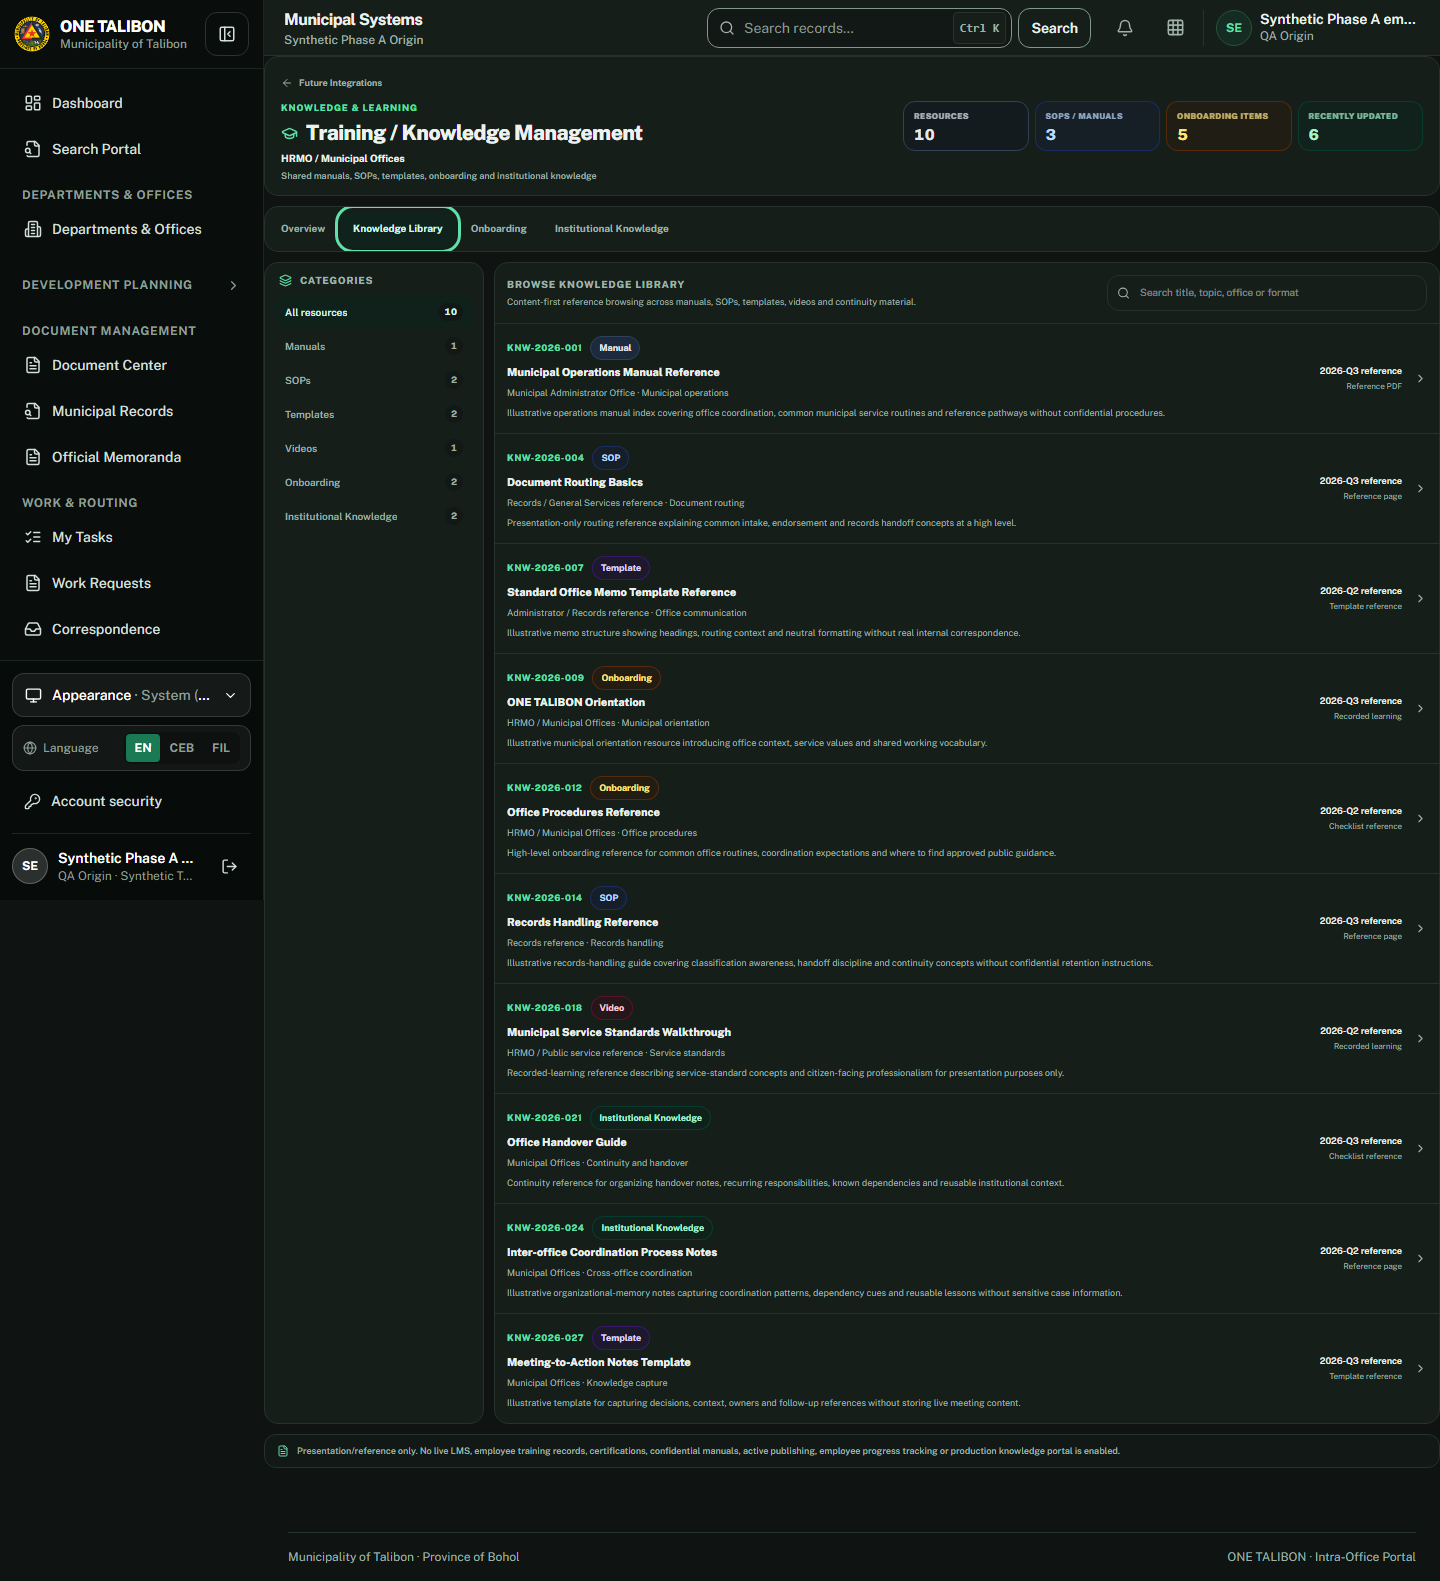 ONE TALIBON
Municipality of Talibon
Dashboard
Search Portal
DEPARTMENTS & OFFICES
Departments & Offices
DEVELOPMENT PLANNING
DOCUMENT MANAGEMENT
Document Center
Municipal Records
Official Memoranda
WORK & ROUTING
My Tasks
Work Requests
Correspondence
Appearance · System (...
Language EN CEB FIL
Account security
SE Synthetic Phase A ...
QA Origin · Synthetic T...
Municipal Systems
Synthetic Phase A Origin
Search records... Ctrl K Search
SE Synthetic Phase A em...
QA Origin
Future Integrations
KNOWLEDGE & LEARNING
Training / Knowledge Management
HRMO / Municipal Offices
Shared manuals, SOPs, templates, onboarding and institutional knowledge
RESOURCES
10
SOPS / MANUALS
3
ONBOARDING ITEMS
5
RECENTLY UPDATED
6
Overview Knowledge Library Onboarding Institutional Knowledge
CATEGORIES
All resources 10
Manuals 1
SOPs 2
Templates 2
Videos 1
Onboarding 2
Institutional Knowledge 2
BROWSE KNOWLEDGE LIBRARY
Content-first reference browsing across manuals, SOPs, templates, videos and continuity material.
Search title, topic, office or format
KNW-2026-001 Manual
Municipal Operations Manual Reference
Municipal Administrator Office · Municipal operations
Illustrative operations manual index covering office coordination, common municipal service routines and reference pathways without confidential procedures.
2026-Q3 reference
Reference PDF
KNW-2026-004 SOP
Document Routing Basics
Records / General Services reference · Document routing
Presentation-only routing reference explaining common intake, endorsement and records handoff concepts at a high level.
2026-Q3 reference
Reference page
KNW-2026-007 Template
Standard Office Memo Template Reference
Administrator / Records reference · Office communication
Illustrative memo structure showing headings, routing context and neutral formatting without real internal correspondence.
2026-Q2 reference
Template reference
KNW-2026-009 Onboarding
ONE TALIBON Orientation
HRMO / Municipal Offices · Municipal orientation
Illustrative municipal orientation resource introducing office context, service values and shared working vocabulary.
2026-Q3 reference
Recorded learning
KNW-2026-012 Onboarding
Office Procedures Reference
HRMO / Municipal Offices · Office procedures
High-level onboarding reference for common office routines, coordination expectations and where to find approved public guidance.
2026-Q2 reference
Checklist reference
KNW-2026-014 SOP
Records Handling Reference
Records reference · Records handling
Illustrative records-handling guide covering classification awareness, handoff discipline and continuity concepts without confidential retention instructions.
2026-Q3 reference
Reference page
KNW-2026-018 Video
Municipal Service Standards Walkthrough
HRMO / Public service reference · Service standards
Recorded-learning reference describing service-standard concepts and citizen-facing professionalism for presentation purposes only.
2026-Q2 reference
Recorded learning
KNW-2026-021 Institutional Knowledge
Office Handover Guide
Municipal Offices · Continuity and handover
Continuity reference for organizing handover notes, recurring responsibilities, known dependencies and reusable institutional context.
2026-Q3 reference
Checklist reference
KNW-2026-024 Institutional Knowledge
Inter-office Coordination Process Notes
Municipal Offices · Cross-office coordination
Illustrative organizational-memory notes capturing coordination patterns, dependency cues and reusable lessons without sensitive case information.
2026-Q2 reference
Reference page
KNW-2026-027 Template
Meeting-to-Action Notes Template
Municipal Offices · Knowledge capture
Illustrative template for capturing decisions, context, owners and follow-up references without storing live meeting content.
2026-Q3 reference
Template reference
Presentation/reference only. No live LMS, employee training records, certifications, confidential manuals, active publishing, employee progress tracking or production knowledge portal is enabled.
Municipality of Talibon · Province of Bohol
ONE TALIBON · Intra-Office Portal